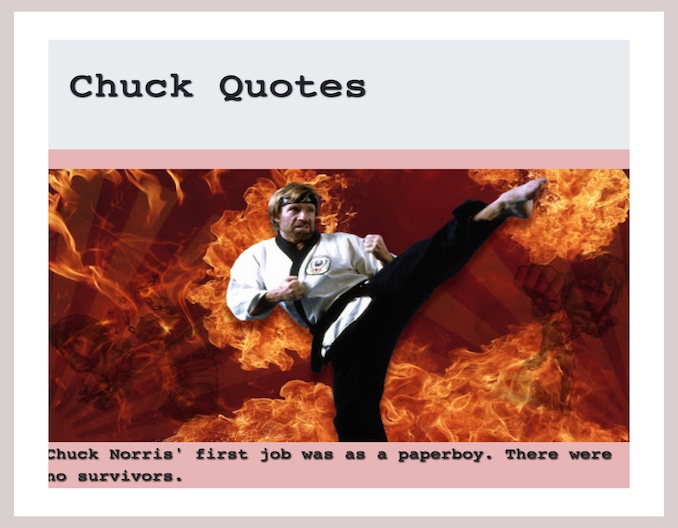 Chuck Quotes
Chuck Norris' first job was as a paperboy. There were
no survivors.